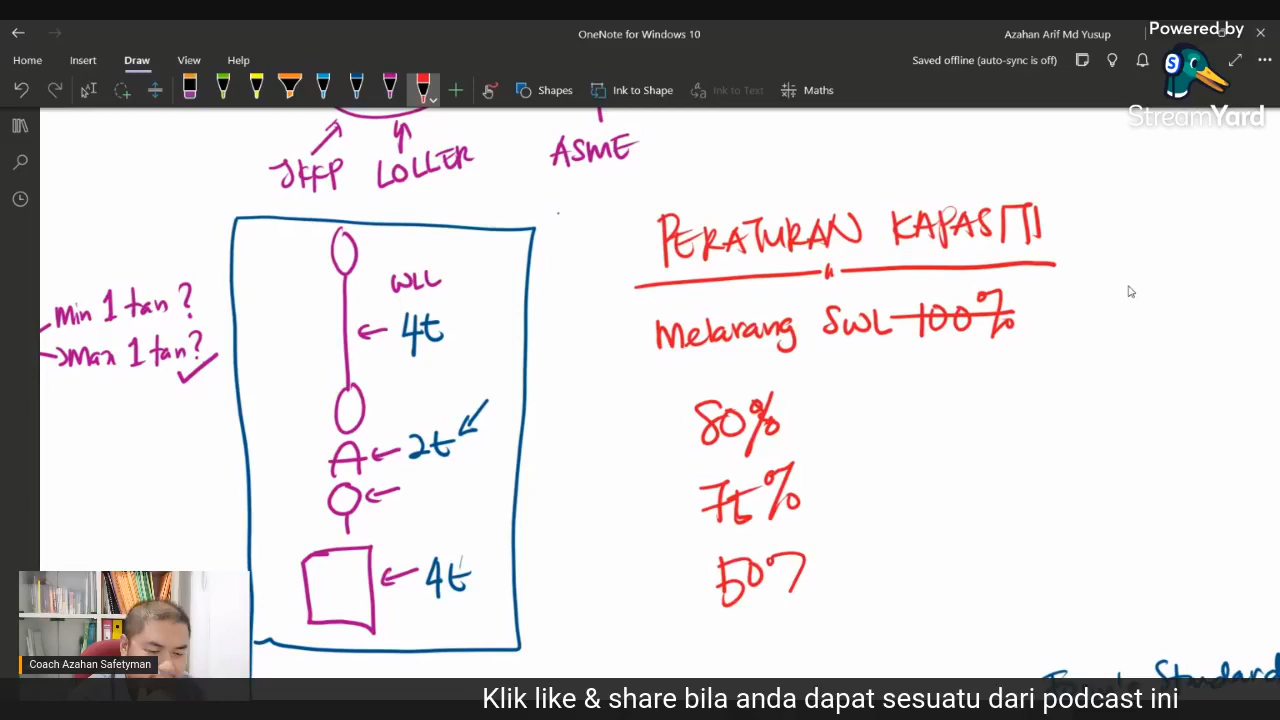 OneNote for Windows 10
Azahan Arif Md Yusup
Powered by
StreamYard
Home Insert Draw View Help
Saved offline (auto-sync is off)
Shapes Ink to Shape Ink to Text Maths
JKKP LOLLER ASME
Min 1 tan ?
Max 1 tan?
WLL
4t
2t
4t
PERATURAN KAPASITI
Melarang SWL 100%
80%
75%
50
Standard
Coach Azahan Safetyman
Klik like & share bila anda dapat sesuatu dari podcast ini